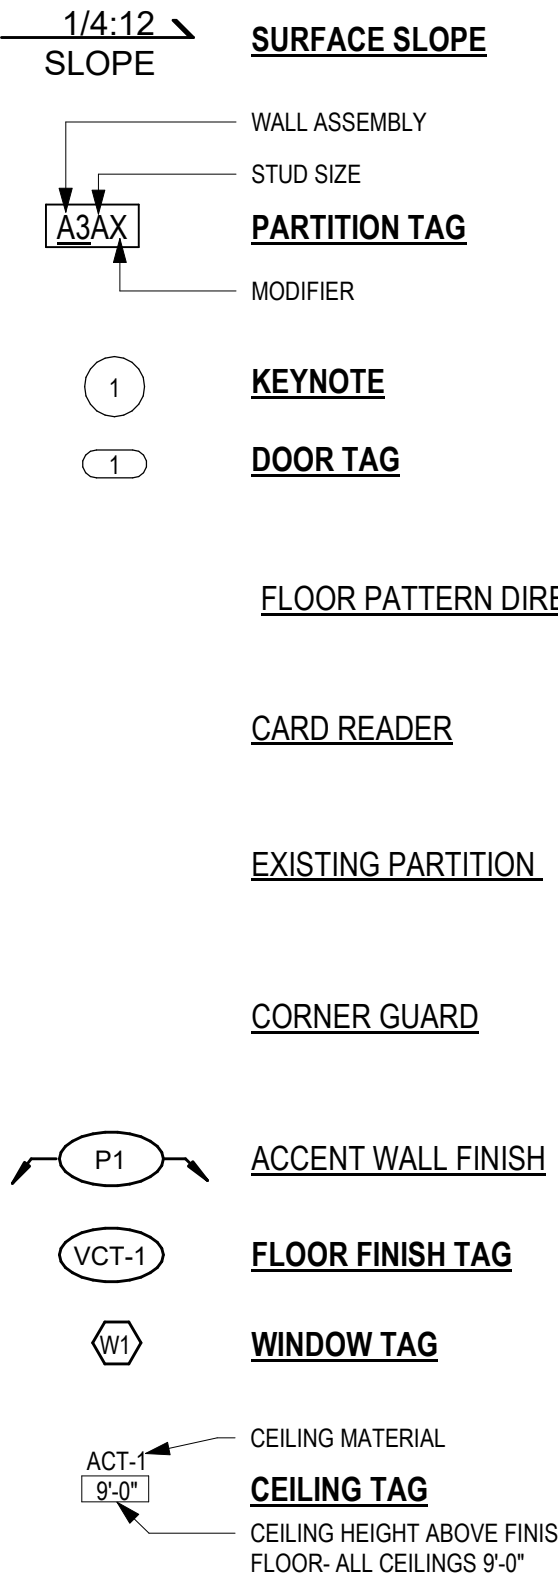 1/4:12
SLOPE
SURFACE SLOPE
WALL ASSEMBLY
STUD SIZE
A3AX
PARTITION TAG
MODIFIER
1
KEYNOTE
1
DOOR TAG
FLOOR PATTERN DIRE
CARD READER
EXISTING PARTITION
CORNER GUARD
P1
ACCENT WALL FINISH
VCT-1
FLOOR FINISH TAG
W1
WINDOW TAG
CEILING MATERIAL
ACT-1
9'-0"
CEILING TAG
CEILING HEIGHT ABOVE FINIS
FLOOR- ALL CEILINGS 9'-0"